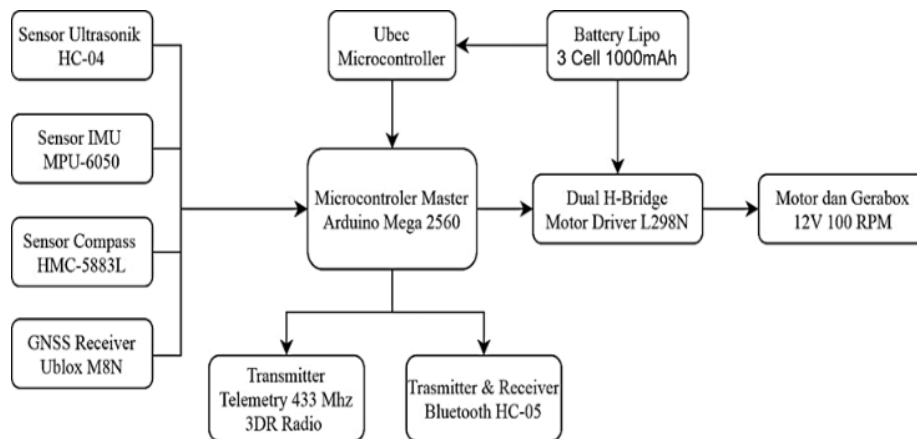 Sensor Ultrasonik
HC-04
Ubec
Microcontroller
Battery Lipo
3 Cell 1000mAh
Sensor IMU
MPU-6050
Microcontroler Master
Arduino Mega 2560
Dual H-Bridge
Motor Driver L298N
Motor dan Gerabox
12V 100 RPM
Sensor Compass
HMC-5883L
GNSS Receiver
Ublox M8N
Transmitter
Telemetry 433 Mhz
3DR Radio
Trasmitter & Receiver
Bluetooth HC-05